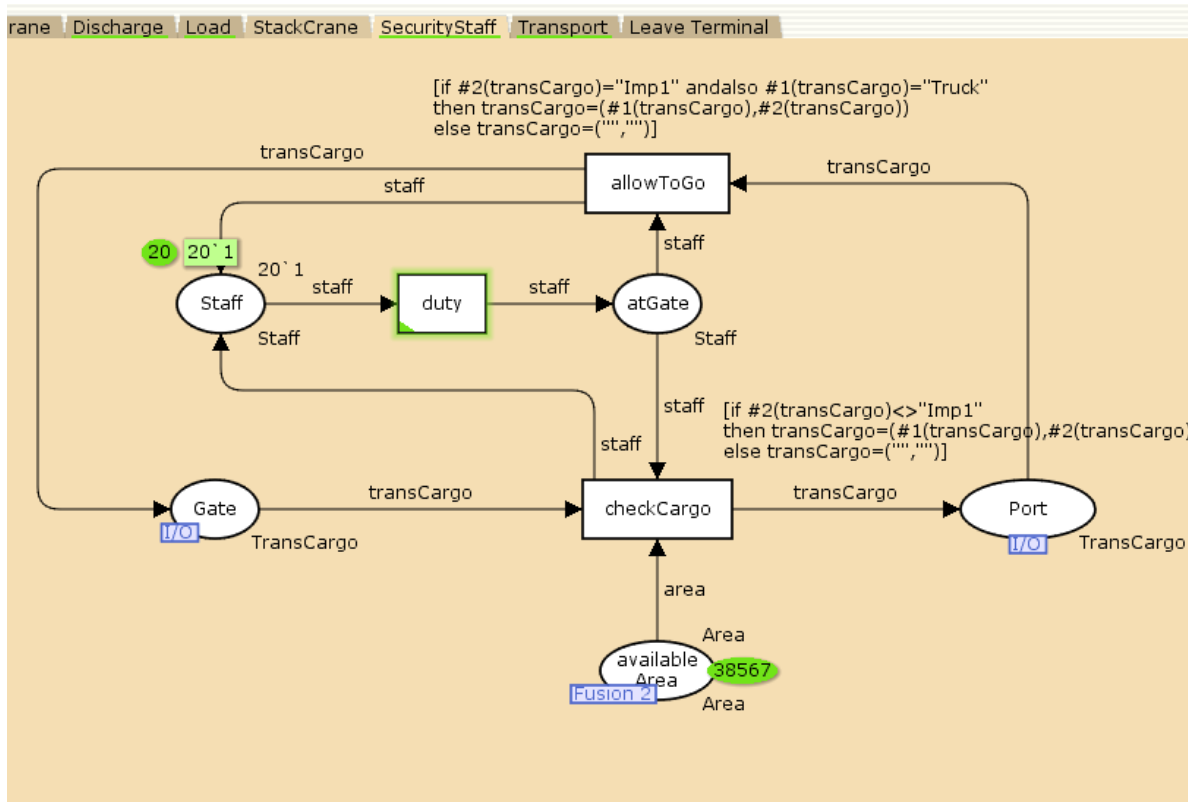 rane Discharge Load StackCrane SecurityStaff Transport Leave Terminal
[if #2(transCargo)="Imp1" andalso #1(transCargo)="Truck"
then transCargo=(#1(transCargo),#2(transCargo))
else transCargo=("","")]
transCargo
allowToGo
transCargo
staff
staff
20 20`1
20`1
Staff
staff
duty
staff
atGate
Staff
Staff
staff
[if #2(transCargo)<>"Imp1"
then transCargo=(#1(transCargo),#2(transCargo)
else transCargo=("","")]
staff
Gate
I/O
TransCargo
transCargo
checkCargo
transCargo
Port
I/O
TransCargo
area
Area
available
Area
38567
Fusion 2
Area